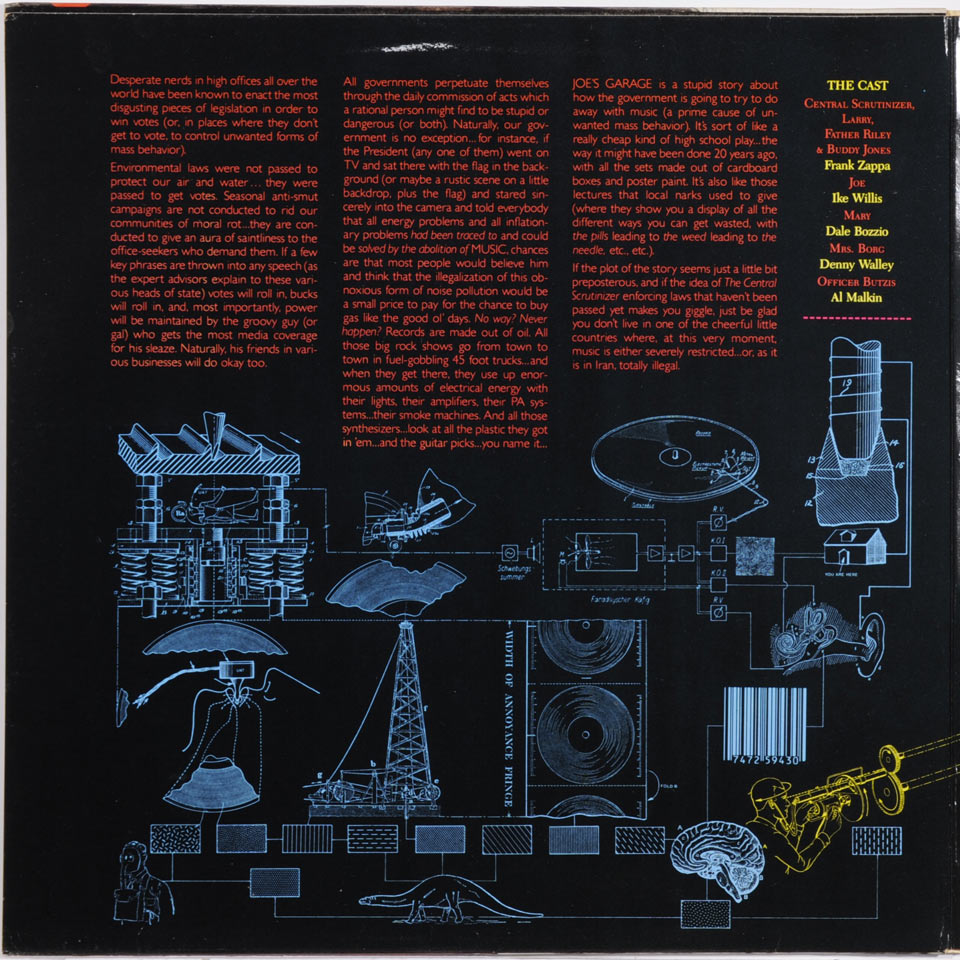 Desperate nerds in high offices all over the
world have been known to enact the most
disgusting pieces of legislation in order to
win votes (or, in places where they don't
get to vote, to control unwanted forms of
mass behavior).
Environmental laws were not passed to
protect our air and water... they were
passed to get votes. Seasonal anti-smut
campaigns are not conducted to rid our
communities of moral rot...they are con-
ducted to give an aura of saintliness to the
office-seekers who demand them. If a few
key phrases are thrown into any speech (as
the expert advisors explain to these vari-
ous heads of state) votes will roll in, bucks
will roll in, and, most importantly, power
will be maintained by the groovy guy (or
gal) who gets the most media coverage
for his sleaze. Naturally, his friends in vari-
ous businesses will do okay too.
All governments perpetuate themselves
through the daily commission of acts which
a rational person might find to be stupid or
dangerous (or both). Naturally, our gov-
ernment is no exception...for instance, if
the President (any one of them) went on
TV and sat there with the flag in the back-
ground (or maybe a rustic scene on a little
backdrop, plus the flag) and stared sin-
cerely into the camera and told everybody
that all energy problems and all inflation-
ary problems had been traced to and could
be solved by the abolition of MUSIC, chances
are that most people would believe him
and think that the illegalization of this ob-
noxious form of noise pollution would be
a small price to pay for the chance to buy
gas like the good ol' days. No way? Never
happen? Records are made out of oil. All
those big rock shows go from town to
town in fuel-gobbling 45 foot trucks...and
when they get there, they use up enor-
mous amounts of electrical energy with
their lights, their amplifiers, their PA sys-
tems...their smoke machines. And all those
synthesizers...look at all the plastic they got
in 'em...and the guitar picks...you name it...
JOE'S GARAGE is a stupid story about
how the government is going to try to do
away with music (a prime cause of un-
wanted mass behavior). It's sort of like a
really cheap kind of high school play...the
way it might have been done 20 years ago,
with all the sets made out of cardboard
boxes and poster paint. It's also like those
lectures that local narks used to give
(where they show you a display of all the
different ways you can get wasted, with
the pills leading to the weed leading to the
needle, etc., etc.).
If the plot of the story seems just a little bit
preposterous, and if the idea of The Central
Scrutinizer enforcing laws that haven't been
passed yet makes you giggle, just be glad
you don't live in one of the cheerful little
countries where, at this very moment,
music is either severely restricted...or, as it
is in Iran, totally illegal.
THE CAST
CENTRAL SCRUTINIZER,
LARRY,
FATHER RILEY
& BUDDY JONES
Frank Zappa
JOE
Ike Willis
MARY
Dale Bozzio
MRS. BORG
Denny Walley
OFFICER BUTZIS
Al Malkin
19
14
13
16
15
12
R.V.
K.O.I
K.O.II
R.V.
Schwebungs
summer
Faradayscher Käfig
YOU ARE HERE
WIDTH OF ANNOYANCE FRINGE
FOLD
7472 59430